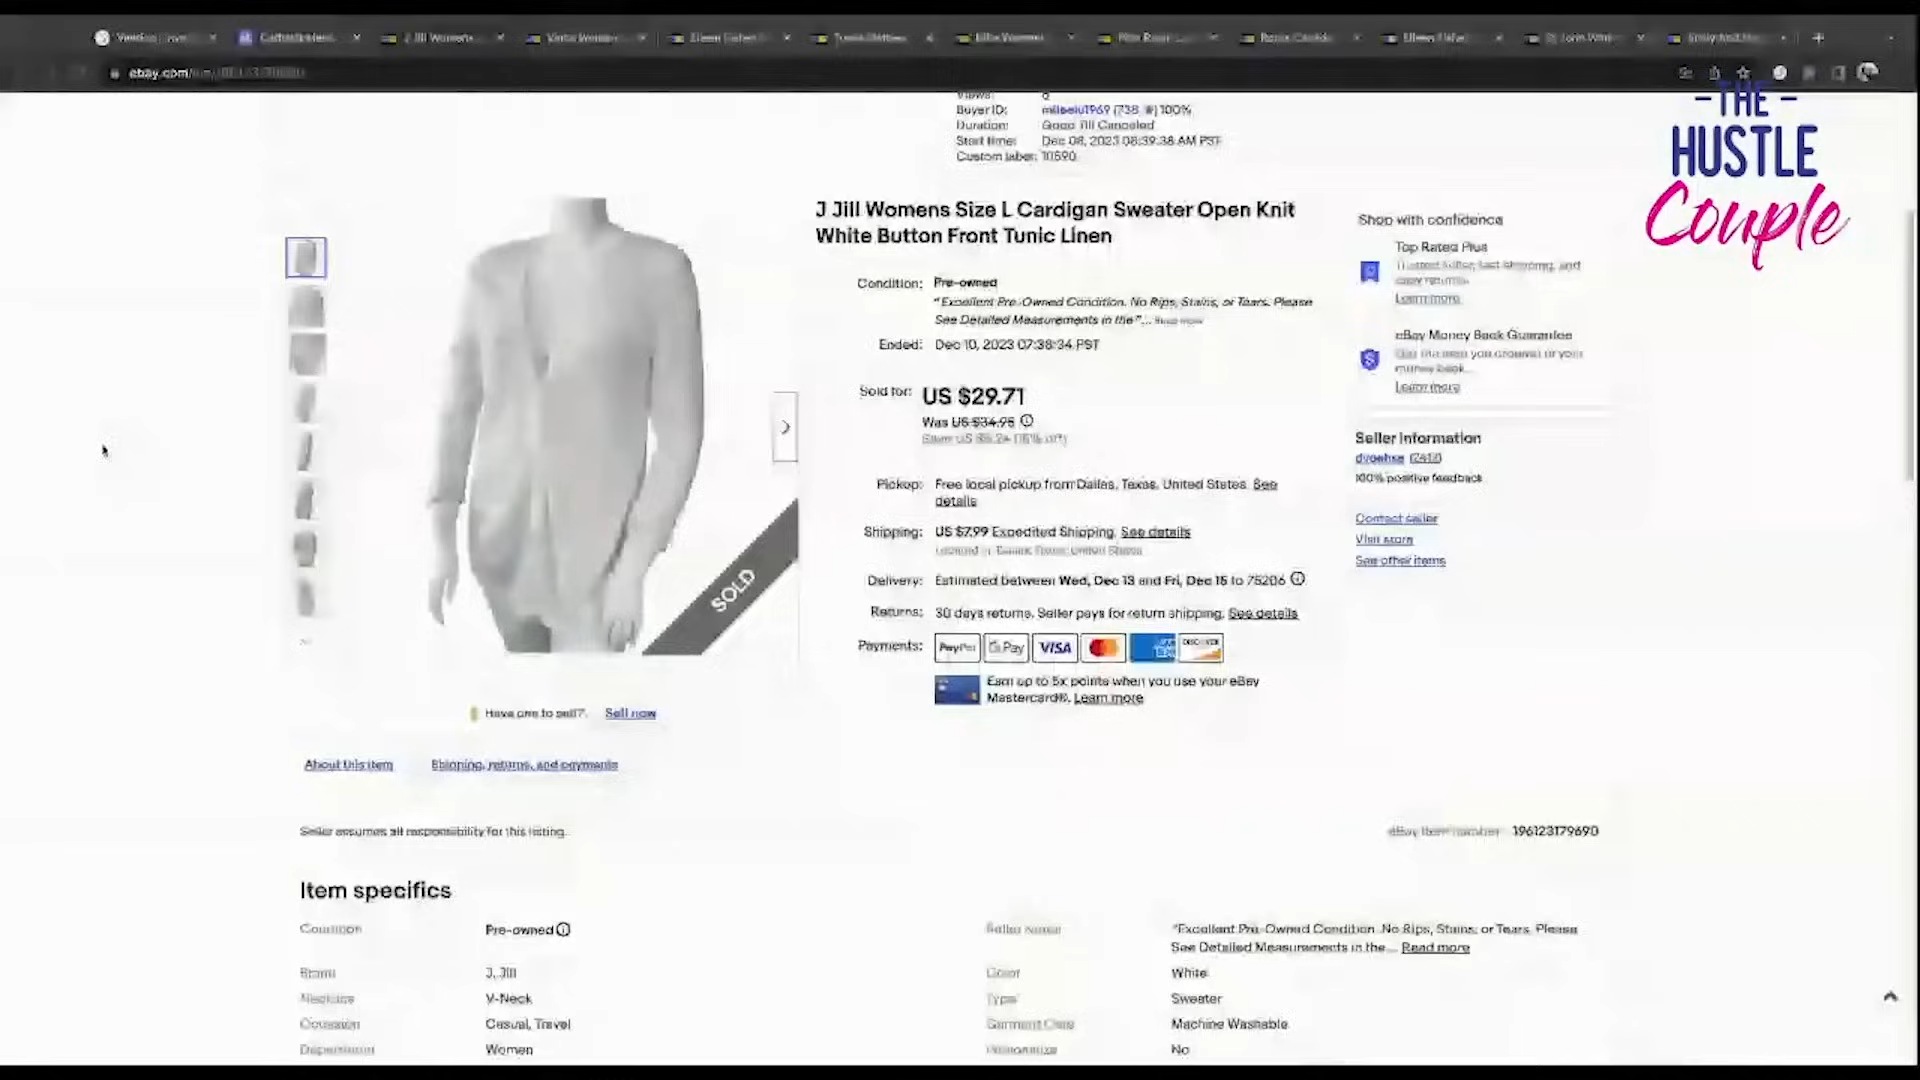 ebay.com/
THE
HUSTLE
Couple
Views: 6
Buyer ID: (738) 100%
Duration: Good Till Canceled
Start time: Dec 08, 2023 08:39:38 AM PST
Custom label: 10590
J Jill Womens Size L Cardigan Sweater Open Knit
White Button Front Tunic Linen
Condition: Pre-owned
"Excellent Pre-Owned Condition. No Rips, Stains, or Tears. Please
See Detailed Measurements in the"... Read more
Ended: Dec 10, 2023 07:38:34 PST
Sold for: US $29.71
Was US $34.95
Save US $5.24 (15% off)
Pickup: Free local pickup from Dallas, Texas, United States. See
details
Shipping: US $7.99 Expedited Shipping. See details
Located in: Dallas, Texas, United States
Delivery: Estimated between Wed, Dec 13 and Fri, Dec 15 to 75206
Returns: 30 days returns. Seller pays for return shipping. See details
Payments: PayPal G Pay VISA DISCOVER
Earn up to 5x points when you use your eBay
Mastercard®. Learn more
SOLD
Have one to sell? Sell now
Shop with confidence
Top Rated Plus
Trusted seller, fast shipping, and
easy returns.
Learn more
eBay Money Back Guarantee
Get the item you ordered or your
money back.
Learn more
Seller information
100% positive feedback
Contact seller
Visit store
See other items
About this item Shipping, returns, and payments
Seller assumes all responsibility for this listing.
eBay item number: 196123179690
Item specifics
Condition Pre-owned
Seller Notes "Excellent Pre-Owned Condition. No Rips, Stains, or Tears. Please
See Detailed Measurements in the... Read more
Brand J. Jill
Color White
Neckline V-Neck
Type Sweater
Occasion Casual, Travel
Garment Care Machine Washable
Department Women
Personalize No